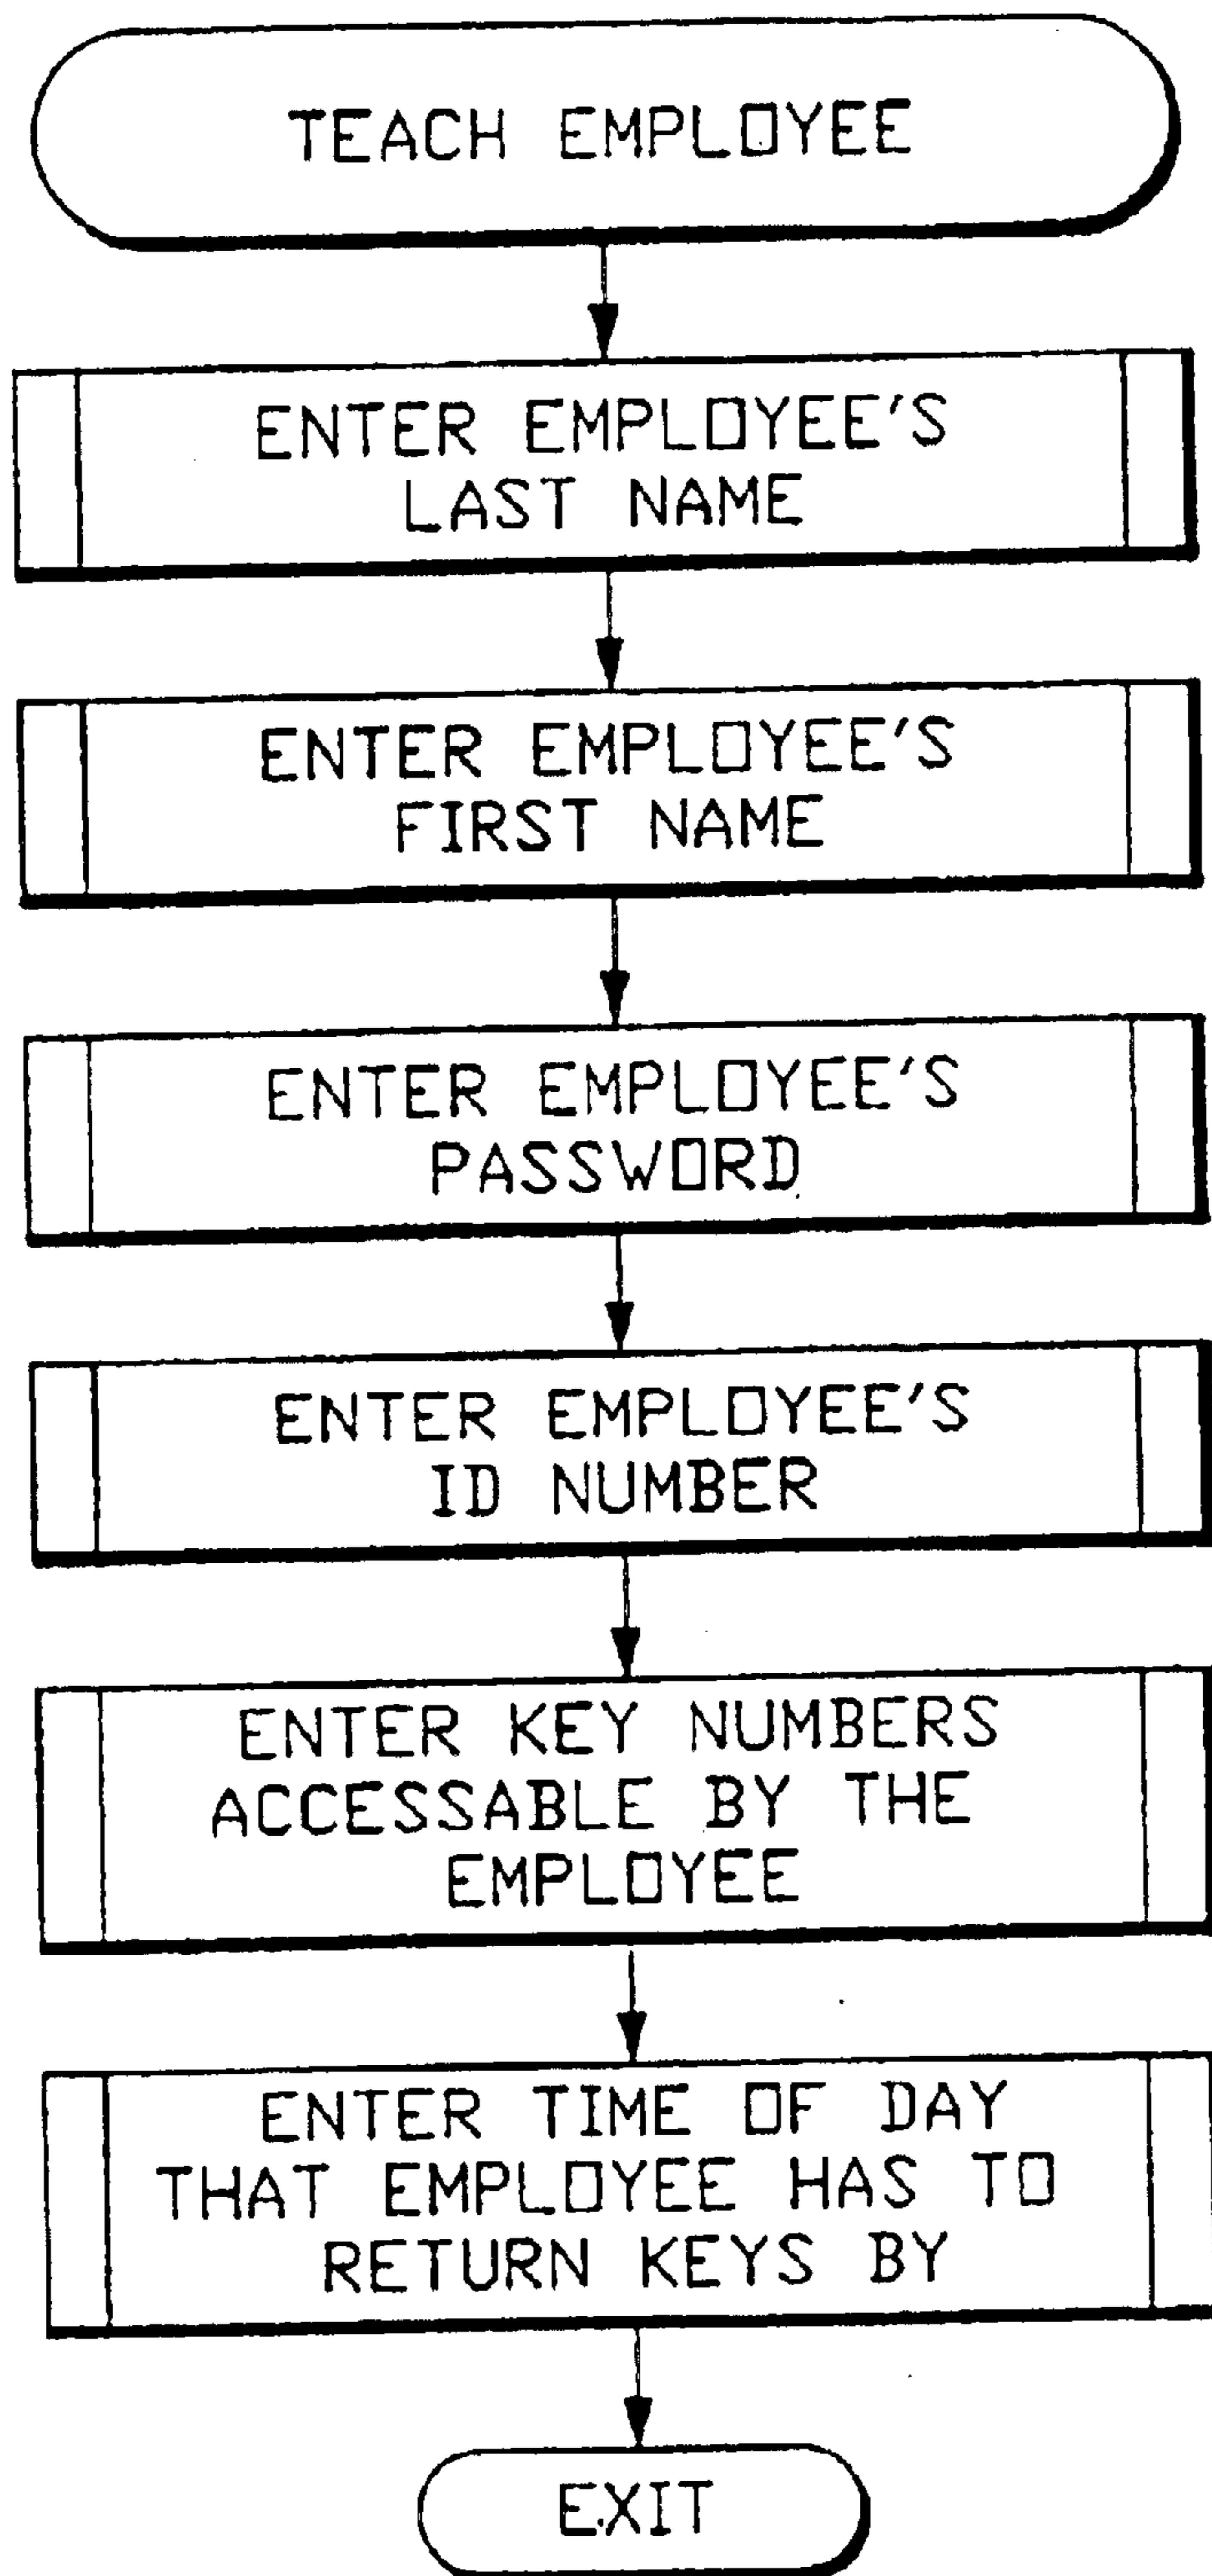 TEACH EMPLOYEE
ENTER EMPLOYEE'S
LAST NAME
ENTER EMPLOYEE'S
FIRST NAME
ENTER EMPLOYEE'S
PASSWORD
ENTER EMPLOYEE'S
ID NUMBER
ENTER KEY NUMBERS
ACCESSABLE BY THE
EMPLOYEE
ENTER TIME OF DAY
THAT EMPLOYEE HAS TO
RETURN KEYS BY
EXIT